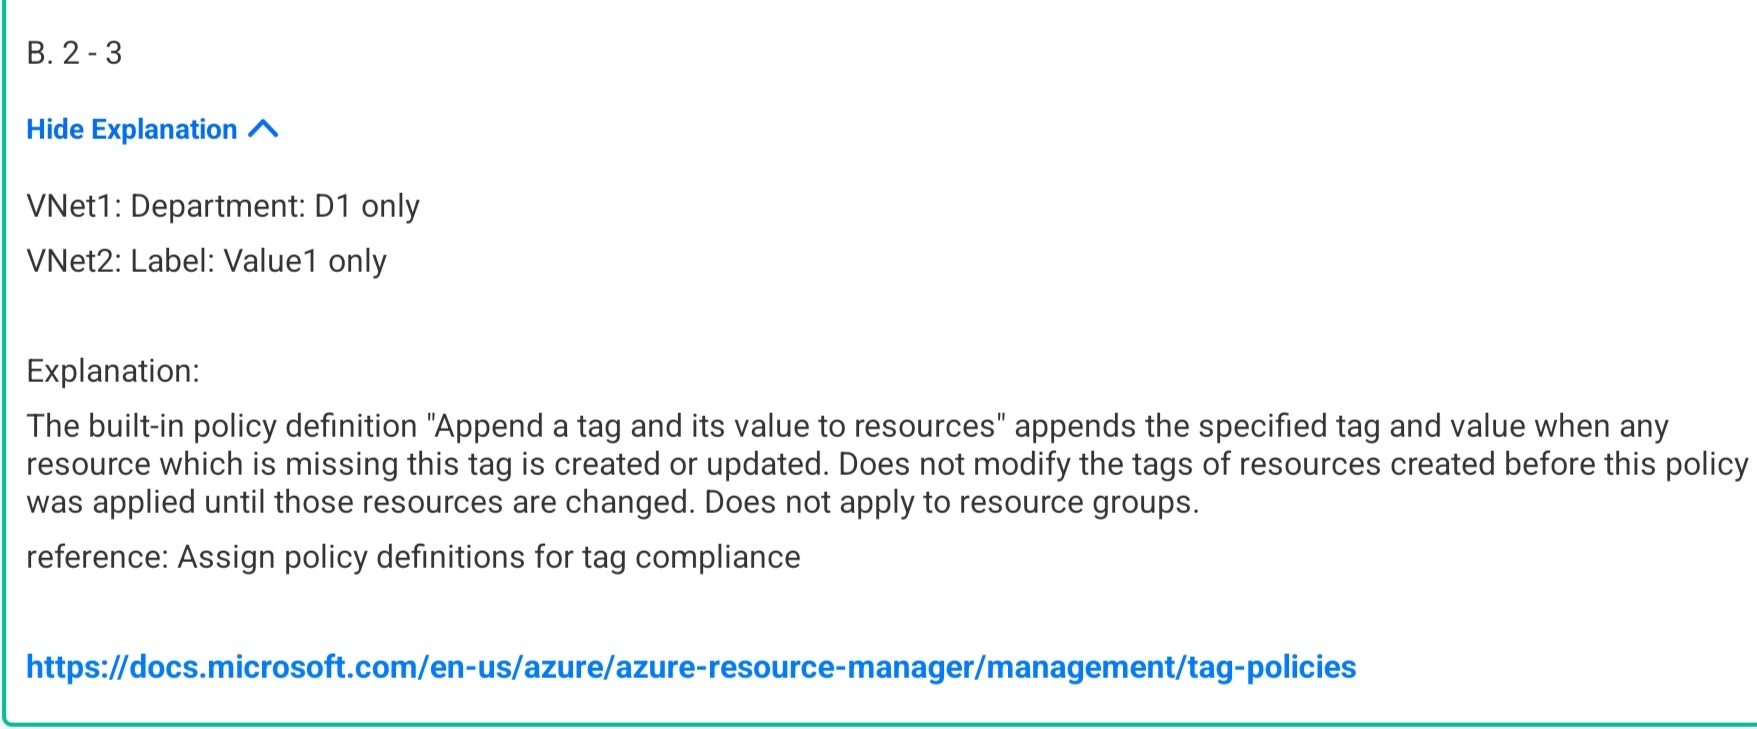 B. 2 - 3
Hide Explanation
VNet1: Department: D1 only
VNet2: Label: Value1 only
Explanation:
The built-in policy definition "Append a tag and its value to resources" appends the specified tag and value when any
resource which is missing this tag is created or updated. Does not modify the tags of resources created before this policy
was applied until those resources are changed. Does not apply to resource groups.
reference: Assign policy definitions for tag compliance
https://docs.microsoft.com/en-us/azure/azure-resource-manager/management/tag-policies